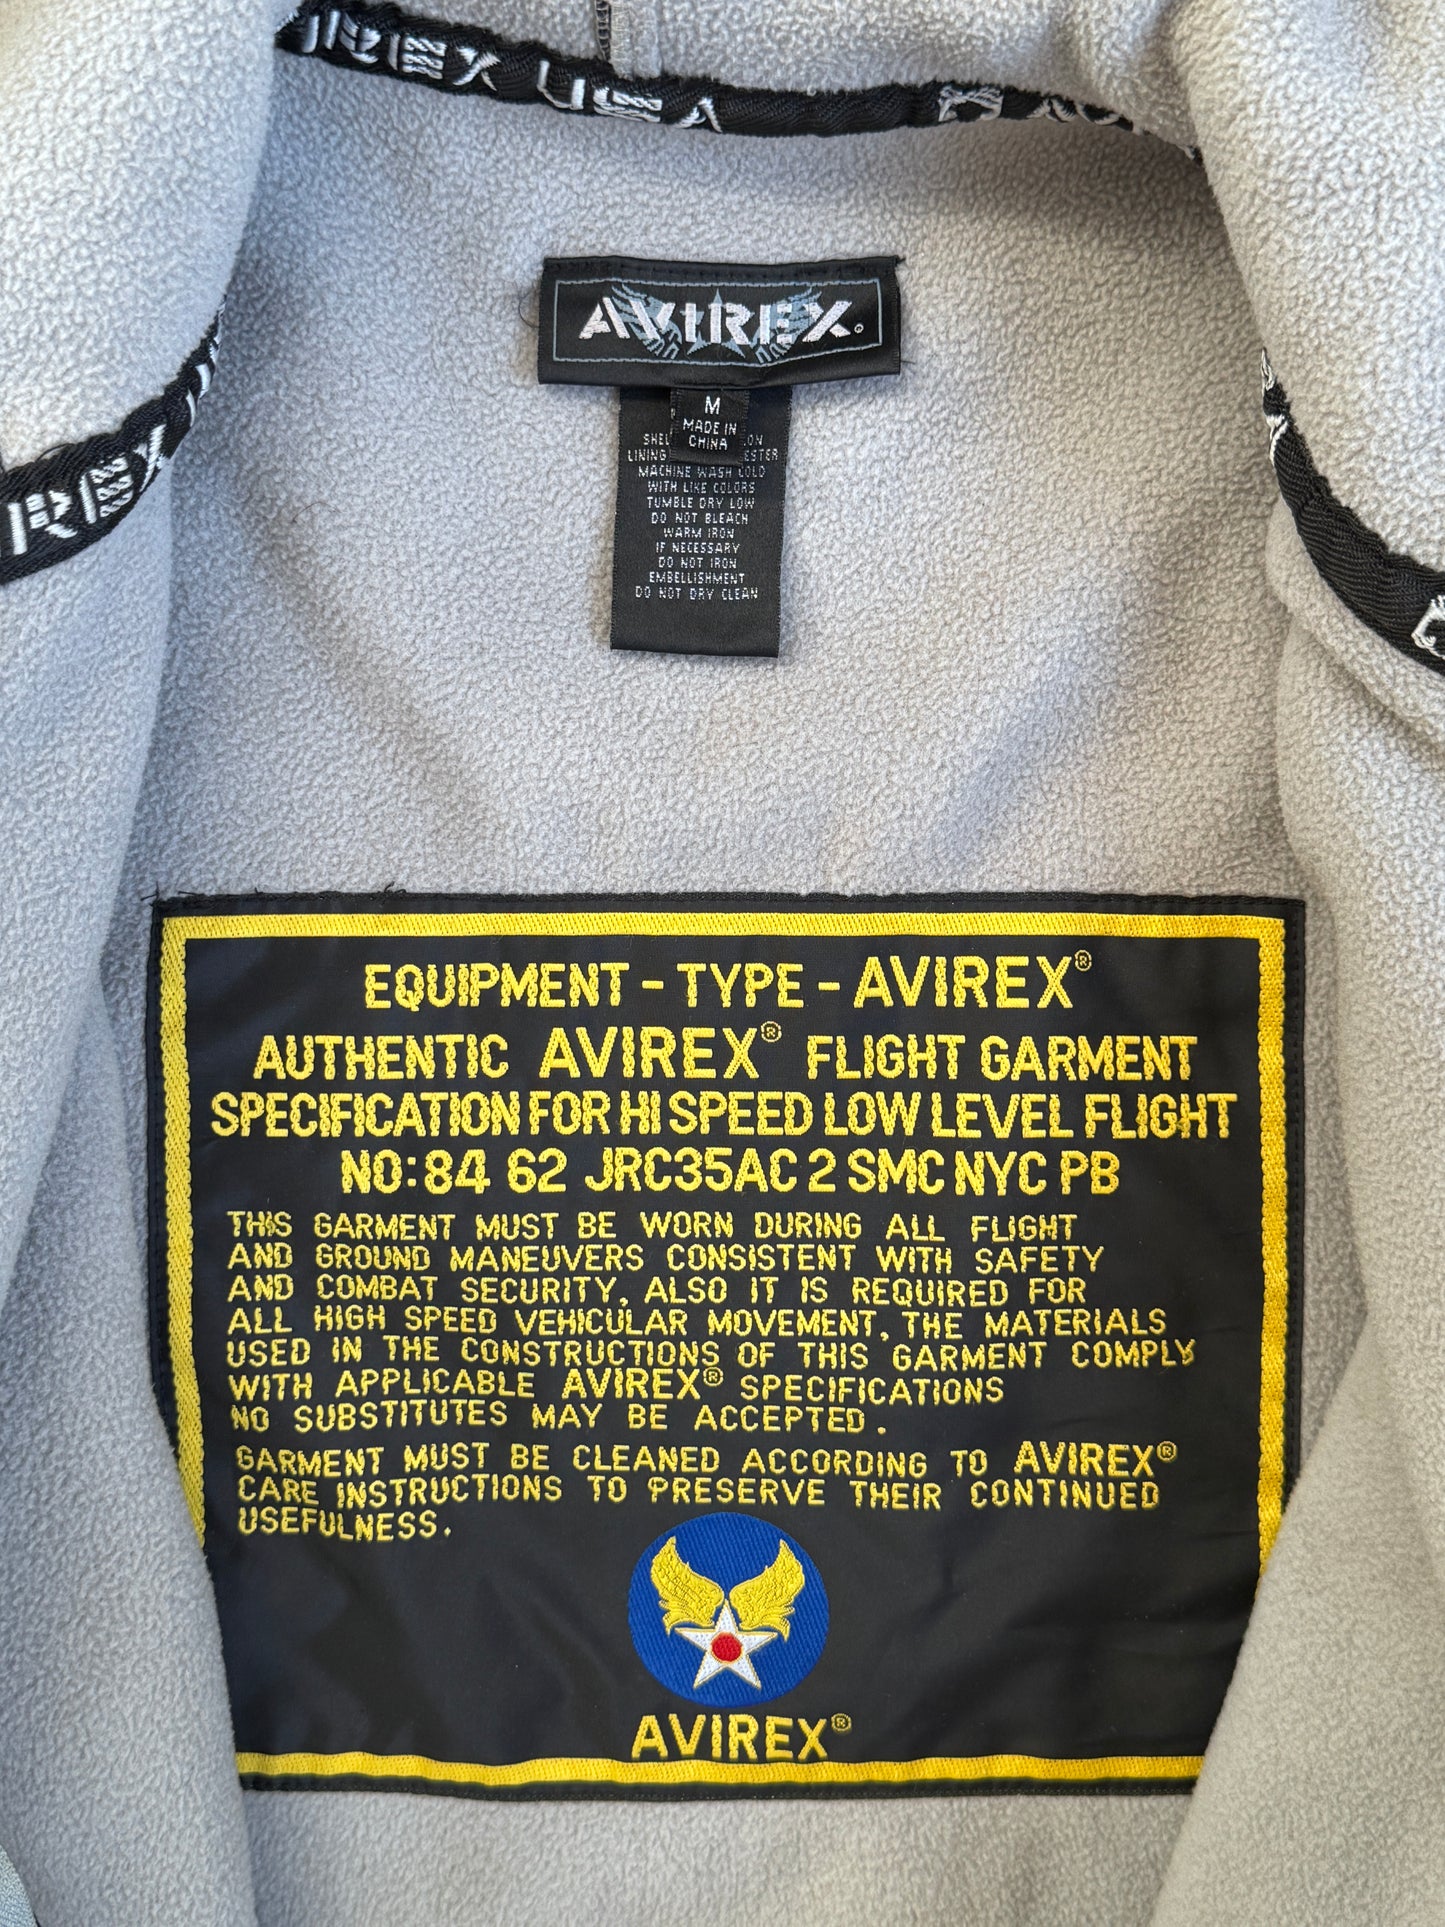 AVIREX USA
AVIREX
M
MADE IN
CHINA
LINING
MACHINE WASH COLD
WITH LIKE COLORS
TUMBLE DRY LOW
DO NOT BLEACH
WARM IRON
IF NECESSARY
DO NOT IRON
EMBELLISHMENT
DO NOT DRY CLEAN
EQUIPMENT - TYPE - AVIREX®
AUTHENTIC AVIREX® FLIGHT GARMENT
SPECIFICATION FOR HI SPEED LOW LEVEL FLIGHT
NO: 84 62 JRC35AC 2 SMC NYC PB
THIS GARMENT MUST BE WORN DURING ALL FLIGHT
AND GROUND MANEUVERS CONSISTENT WITH SAFETY
AND COMBAT SECURITY, ALSO IT IS REQUIRED FOR
ALL HIGH SPEED VEHICULAR MOVEMENT, THE MATERIALS
USED IN THE CONSTRUCTIONS OF THIS GARMENT COMPLY
WITH APPLICABLE AVIREX® SPECIFICATIONS
NO SUBSTITUTES MAY BE ACCEPTED.
GARMENT MUST BE CLEANED ACCORDING TO AVIREX®
CARE INSTRUCTIONS TO PRESERVE THEIR CONTINUED
USEFULNESS.
AVIREX®